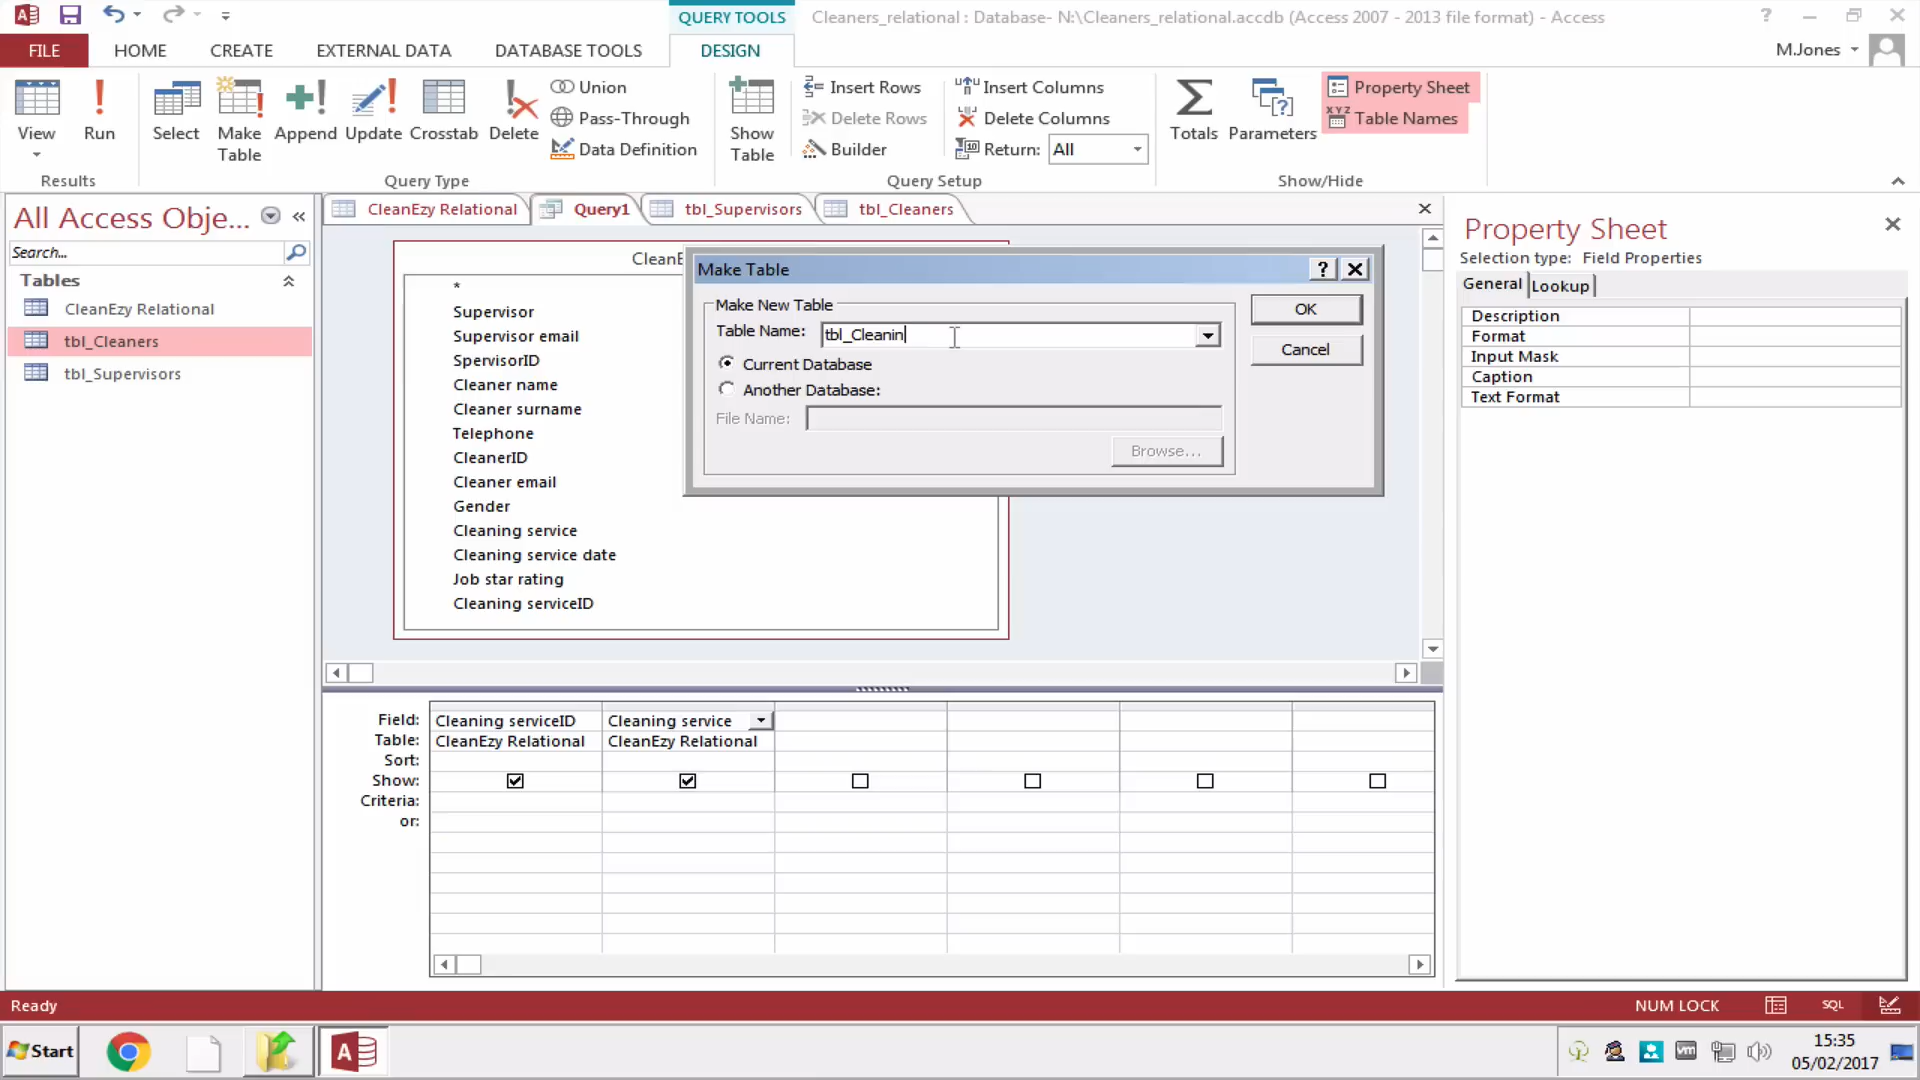 QUERY TOOLS
Cleaners_relational : Database- N:\Cleaners_relational.accdb (Access 2007 - 2013 file format) - Access
?
FILE
HOME
CREATE
EXTERNAL DATA
DATABASE TOOLS
DESIGN
M.Jones
View
Run
Select
Make Table
Append
Update
Crosstab
Delete
Union
Pass-Through
Data Definition
Show Table
Insert Rows
Delete Rows
Builder
Insert Columns
Delete Columns
Return: All
Totals
Parameters
Property Sheet
Table Names
Results
Query Type
Query Setup
Show/Hide
All Access Obje...
Search...
Tables
CleanEzy Relational
tbl_Cleaners
tbl_Supervisors
CleanEzy Relational
Query1
tbl_Supervisors
tbl_Cleaners
CleanE
*
Supervisor
Supervisor email
SpervisorID
Cleaner name
Cleaner surname
Telephone
CleanerID
Cleaner email
Gender
Cleaning service
Cleaning service date
Job star rating
Cleaning serviceID
Make Table
?
Make New Table
Table Name: tbl_Cleanin
Current Database
Another Database:
File Name:
Browse...
OK
Cancel
Property Sheet
Selection type: Field Properties
General
Lookup
Description
Format
Input Mask
Caption
Text Format
Field: Cleaning serviceID Cleaning service
Table: CleanEzy Relational CleanEzy Relational
Sort:
Show:
Criteria:
or:
Ready
NUM LOCK
SQL
Start
A
vm
15:35
05/02/2017